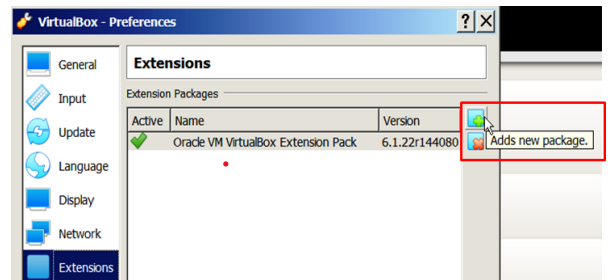 VirtualBox - Preferences
? X
General
Input
Update
Language
Display
Network
Extensions
Extensions
Extension Packages
Active Name Version
Oracle VM VirtualBox Extension Pack 6.1.22r144080
Adds new package.